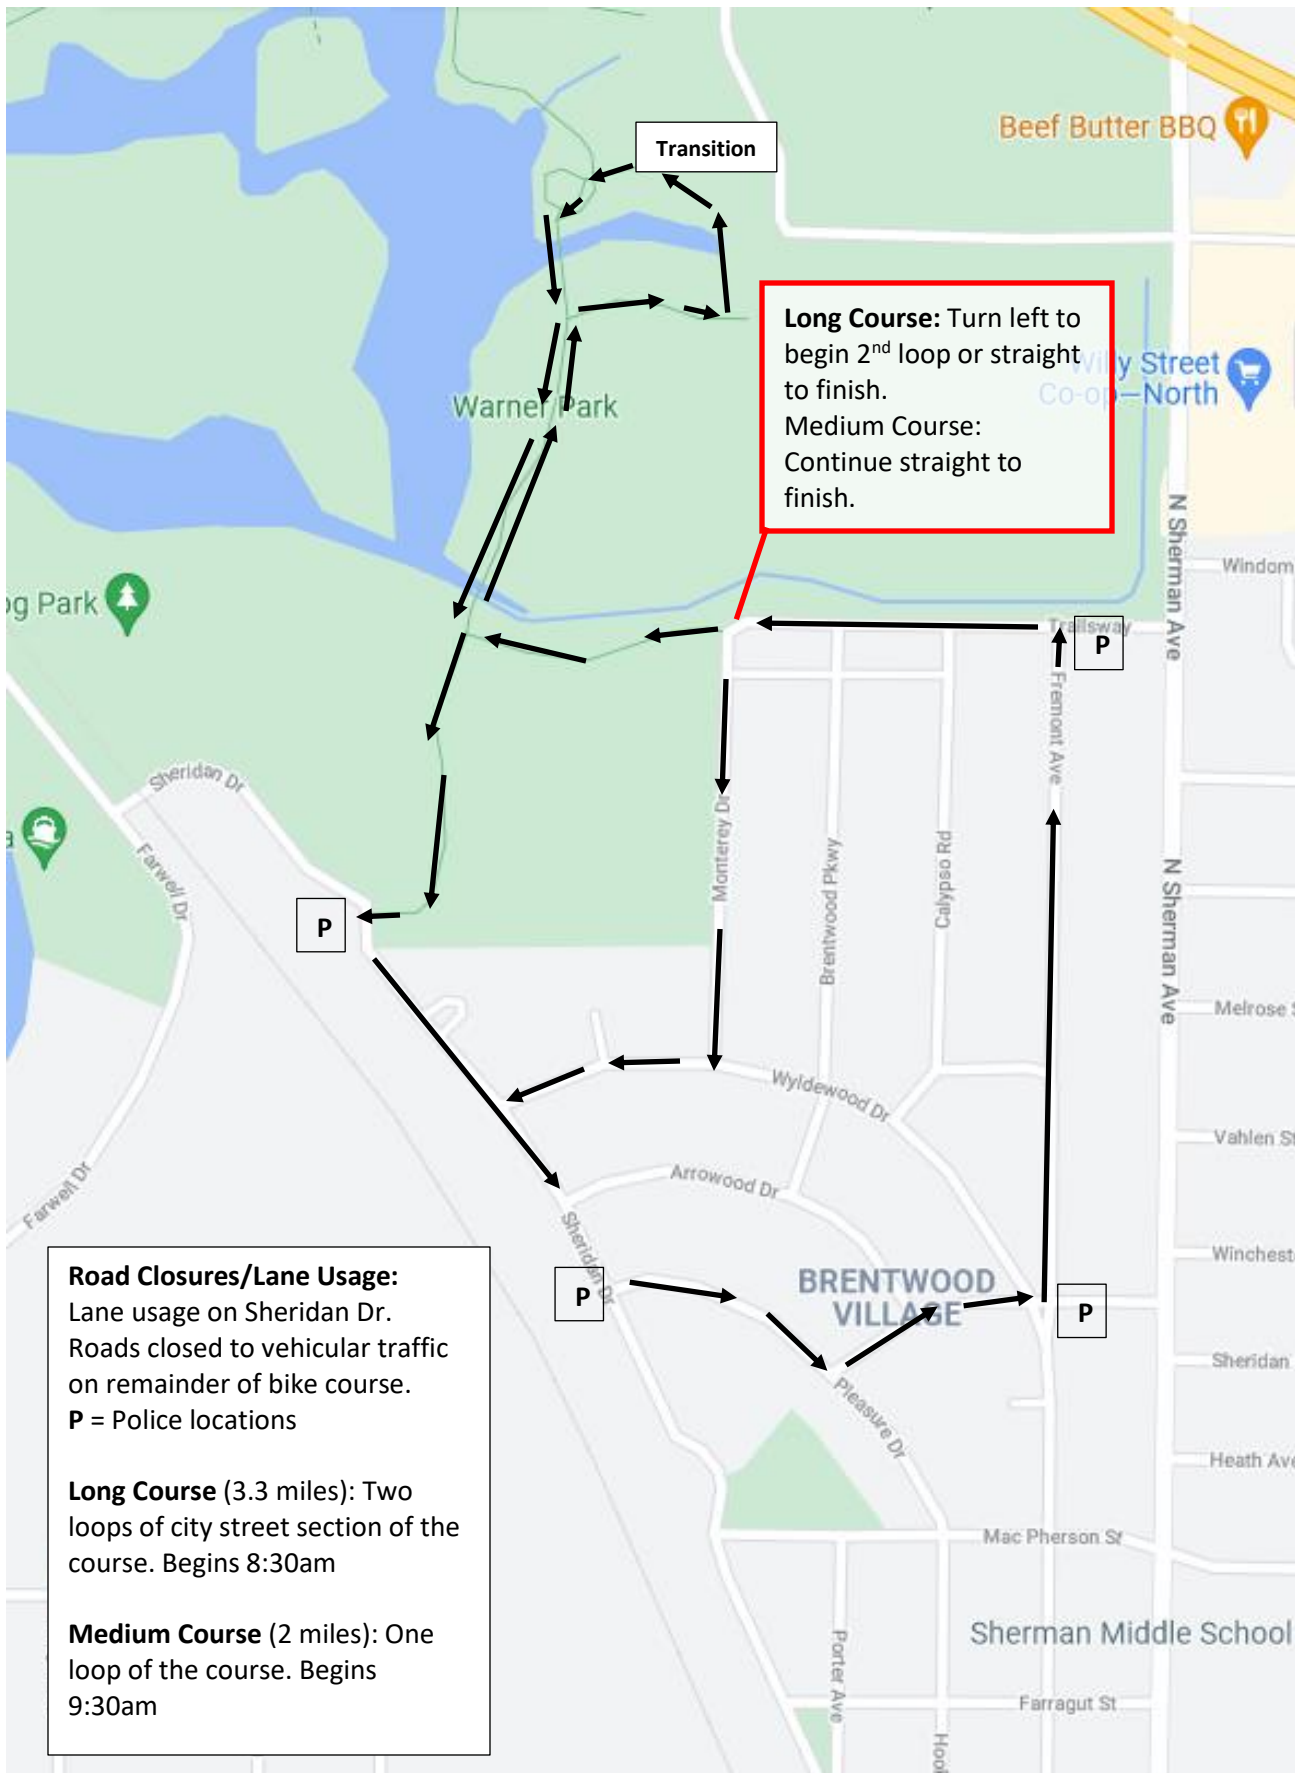 Transition
Beef Butter BBQ
Long Course: Turn left to
begin 2nd loop or straight
to finish.
Medium Course:
Continue straight to
finish.
Willy Street
Co-op—North
Warner Park
N Sherman Ave
Windom
og Park
Trailsway
P
Fremont Ave
Sheridan Dr
a
Farwell Dr
Monterey Dr
Brentwood Pkwy
Calypso Rd
N Sherman Ave
P
Melrose S
Wyldewood Dr
Vahlen St
Arrowood Dr
Farwell Dr
Sheridan Dr
Winchest
BRENTWOOD
VILLAGE
P
P
Sheridan
Pleasure Dr
Heath Ave
Mac Pherson St
Sherman Middle School
Porter Ave
Farragut St
Hool
Road Closures/Lane Usage:
Lane usage on Sheridan Dr.
Roads closed to vehicular traffic
on remainder of bike course.
P = Police locations
Long Course (3.3 miles): Two
loops of city street section of the
course. Begins 8:30am
Medium Course (2 miles): One
loop of the course. Begins
9:30am